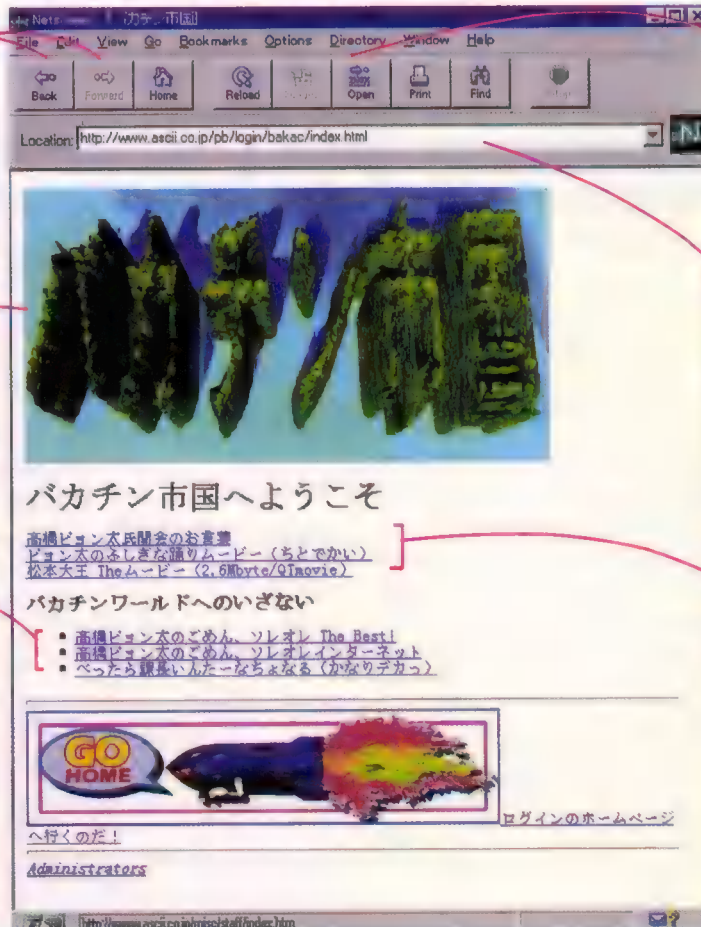 File Edit View Go Bookmarks Options Directory Window Help
Back Forward Home Reload Open Print Find
Location: http://www.ascii.co.jp/pb/login/bakac/index.html
バカチン市国
バカチン市国へようこそ
高橋ピョン太氏開会のお言葉
ピョン太のふしぎな踊りムービー（ちとでかい）
松本大王 Theムービー（2.6Mbyte/QTmovie）
バカチンワールドへのいざない
高橋ピョン太のごめん、ソレオレ The Best!
高橋ピョン太のごめん、ソレオレインターネット
べったら課長いんたーなちょなる（かなりデカっ）
GO
HOME
ログインのホームページ
へ行くのだ！
Administrators